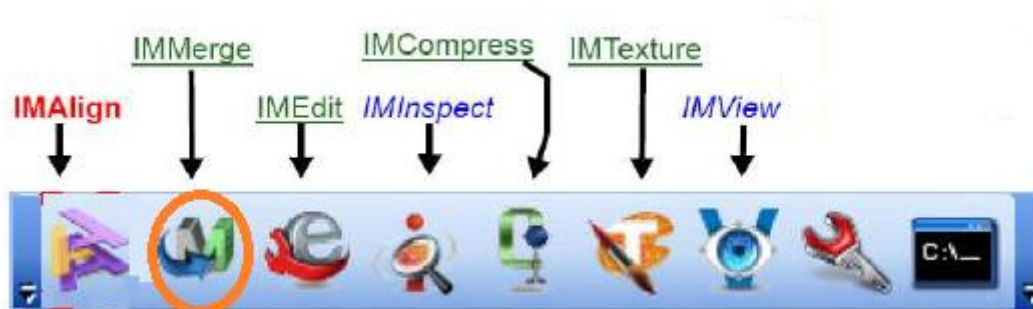 IMMerge IMCompress IMTexture
IMAlign IMEdit IMInspect IMView
C:\_